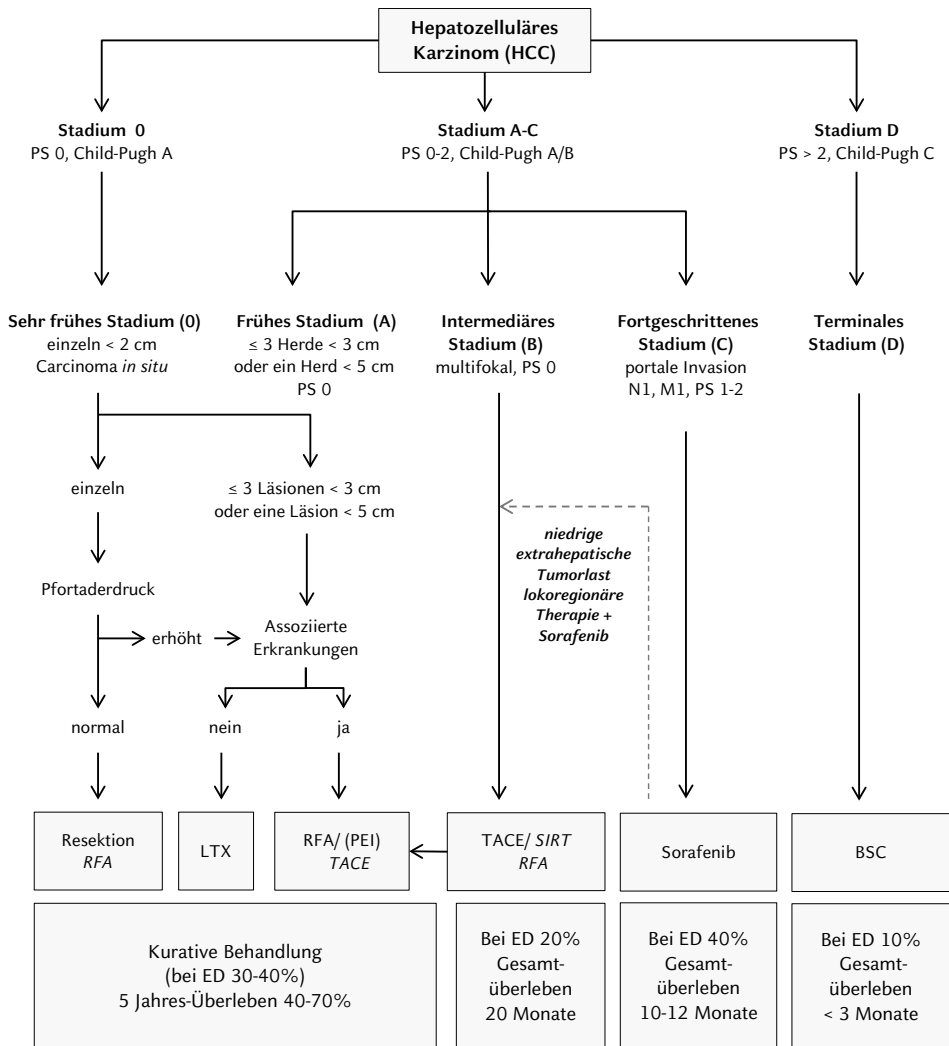 Hepatozelluläres
Karzinom (HCC)
Stadium 0
PS 0, Child-Pugh A
Stadium A-C
PS 0-2, Child-Pugh A/B
Stadium D
PS > 2, Child-Pugh C
Sehr frühes Stadium (0)
einzeln < 2 cm
Carcinoma in situ
Frühes Stadium (A)
≤ 3 Herde < 3 cm
oder ein Herd < 5 cm
PS 0
Intermediäres
Stadium (B)
multifokal, PS 0
Fortgeschrittenes
Stadium (C)
portale Invasion
N1, M1, PS 1-2
Terminales
Stadium (D)
einzeln
≤ 3 Läsionen < 3 cm
oder eine Läsion < 5 cm
niedrige
extrahepatische
Tumorlast
lokoregionäre
Therapie +
Sorafenib
Pfortaderdruck
erhöht
Assoziierte
Erkrankungen
normal
nein
ja
Resektion
RFA
LTX
RFA/ (PEI)
TACE
TACE/ SIRT
RFA
Sorafenib
BSC
Kurative Behandlung
(bei ED 30-40%)
5 Jahres-Überleben 40-70%
Bei ED 20%
Gesamt-
überleben
20 Monate
Bei ED 40%
Gesamt-
überleben
10-12 Monate
Bei ED 10%
Gesamt-
überleben
< 3 Monate